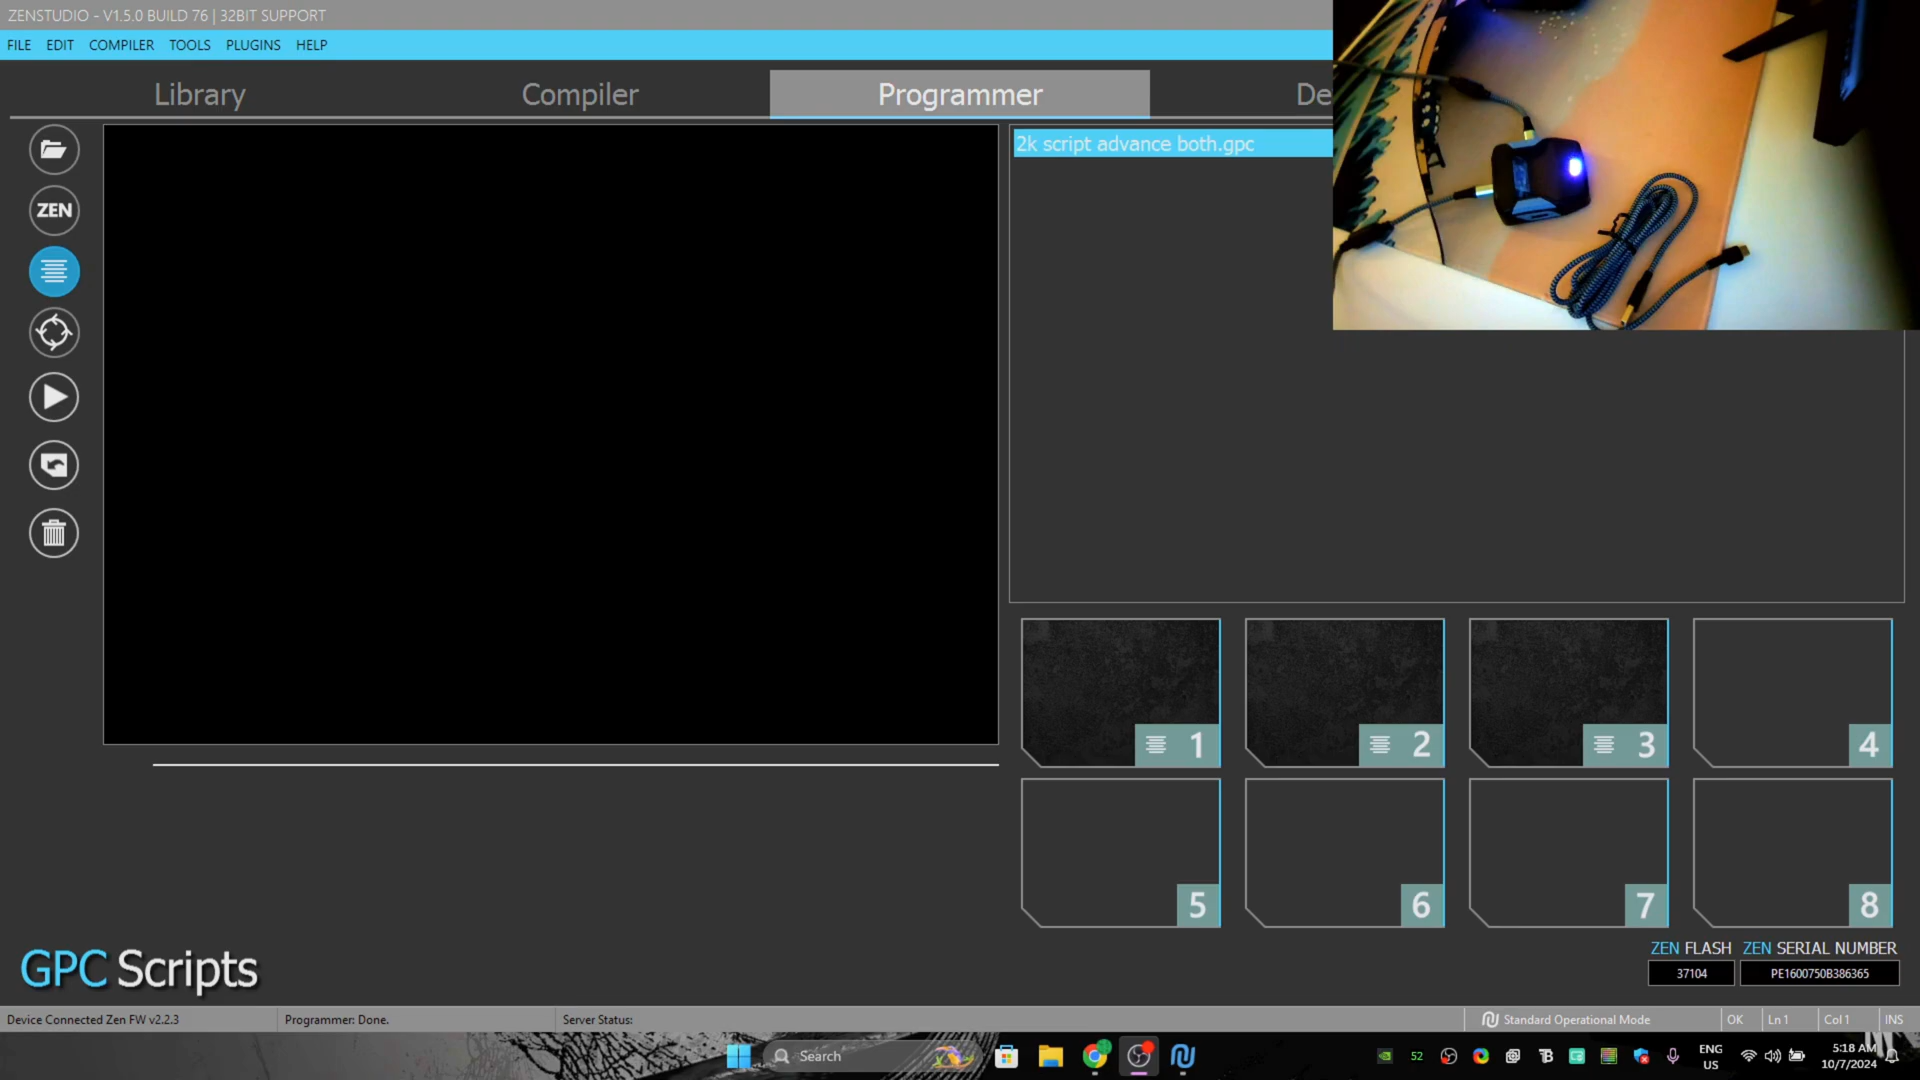 ZENSTUDIO - V1.5.0 BUILD 76 | 32BIT SUPPORT
FILE EDIT COMPILER TOOLS PLUGINS HELP
Library Compiler Programmer De
ZEN
2k script advance both.gpc
1 2 3 4
5 6 7 8
GPC Scripts
ZEN FLASH ZEN SERIAL NUMBER
37104 PE1600750B386365
Device Connected Zen FW v2.2.3 Programmer: Done. Server Status: Standard Operational Mode OK Ln 1 Col 1 INS
Search 52 ENG 5:18 AM
US 10/7/2024